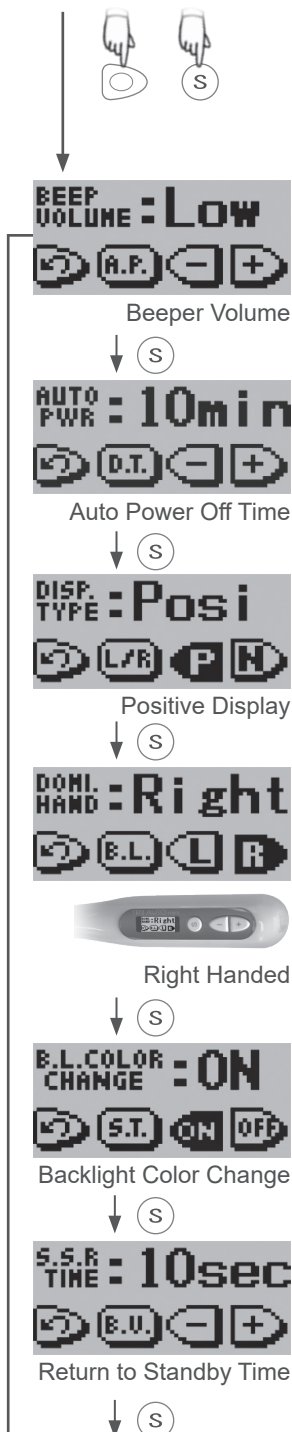 S
BEEP
VOLUME : Low
A.P. - +
Beeper Volume
S
AUTO
PWR : 10min
D.T. - +
Auto Power Off Time
S
DISP.
TYPE : Posi
L/R P N
Positive Display
S
DOMI.
HAND : Right
B.L. L R
:Right
- +
Right Handed
S
B.L.COLOR
CHANGE : ON
S.T. ON OFF
Backlight Color Change
S
S.S.R
TIME : 10sec
B.V. - +
Return to Standby Time
S